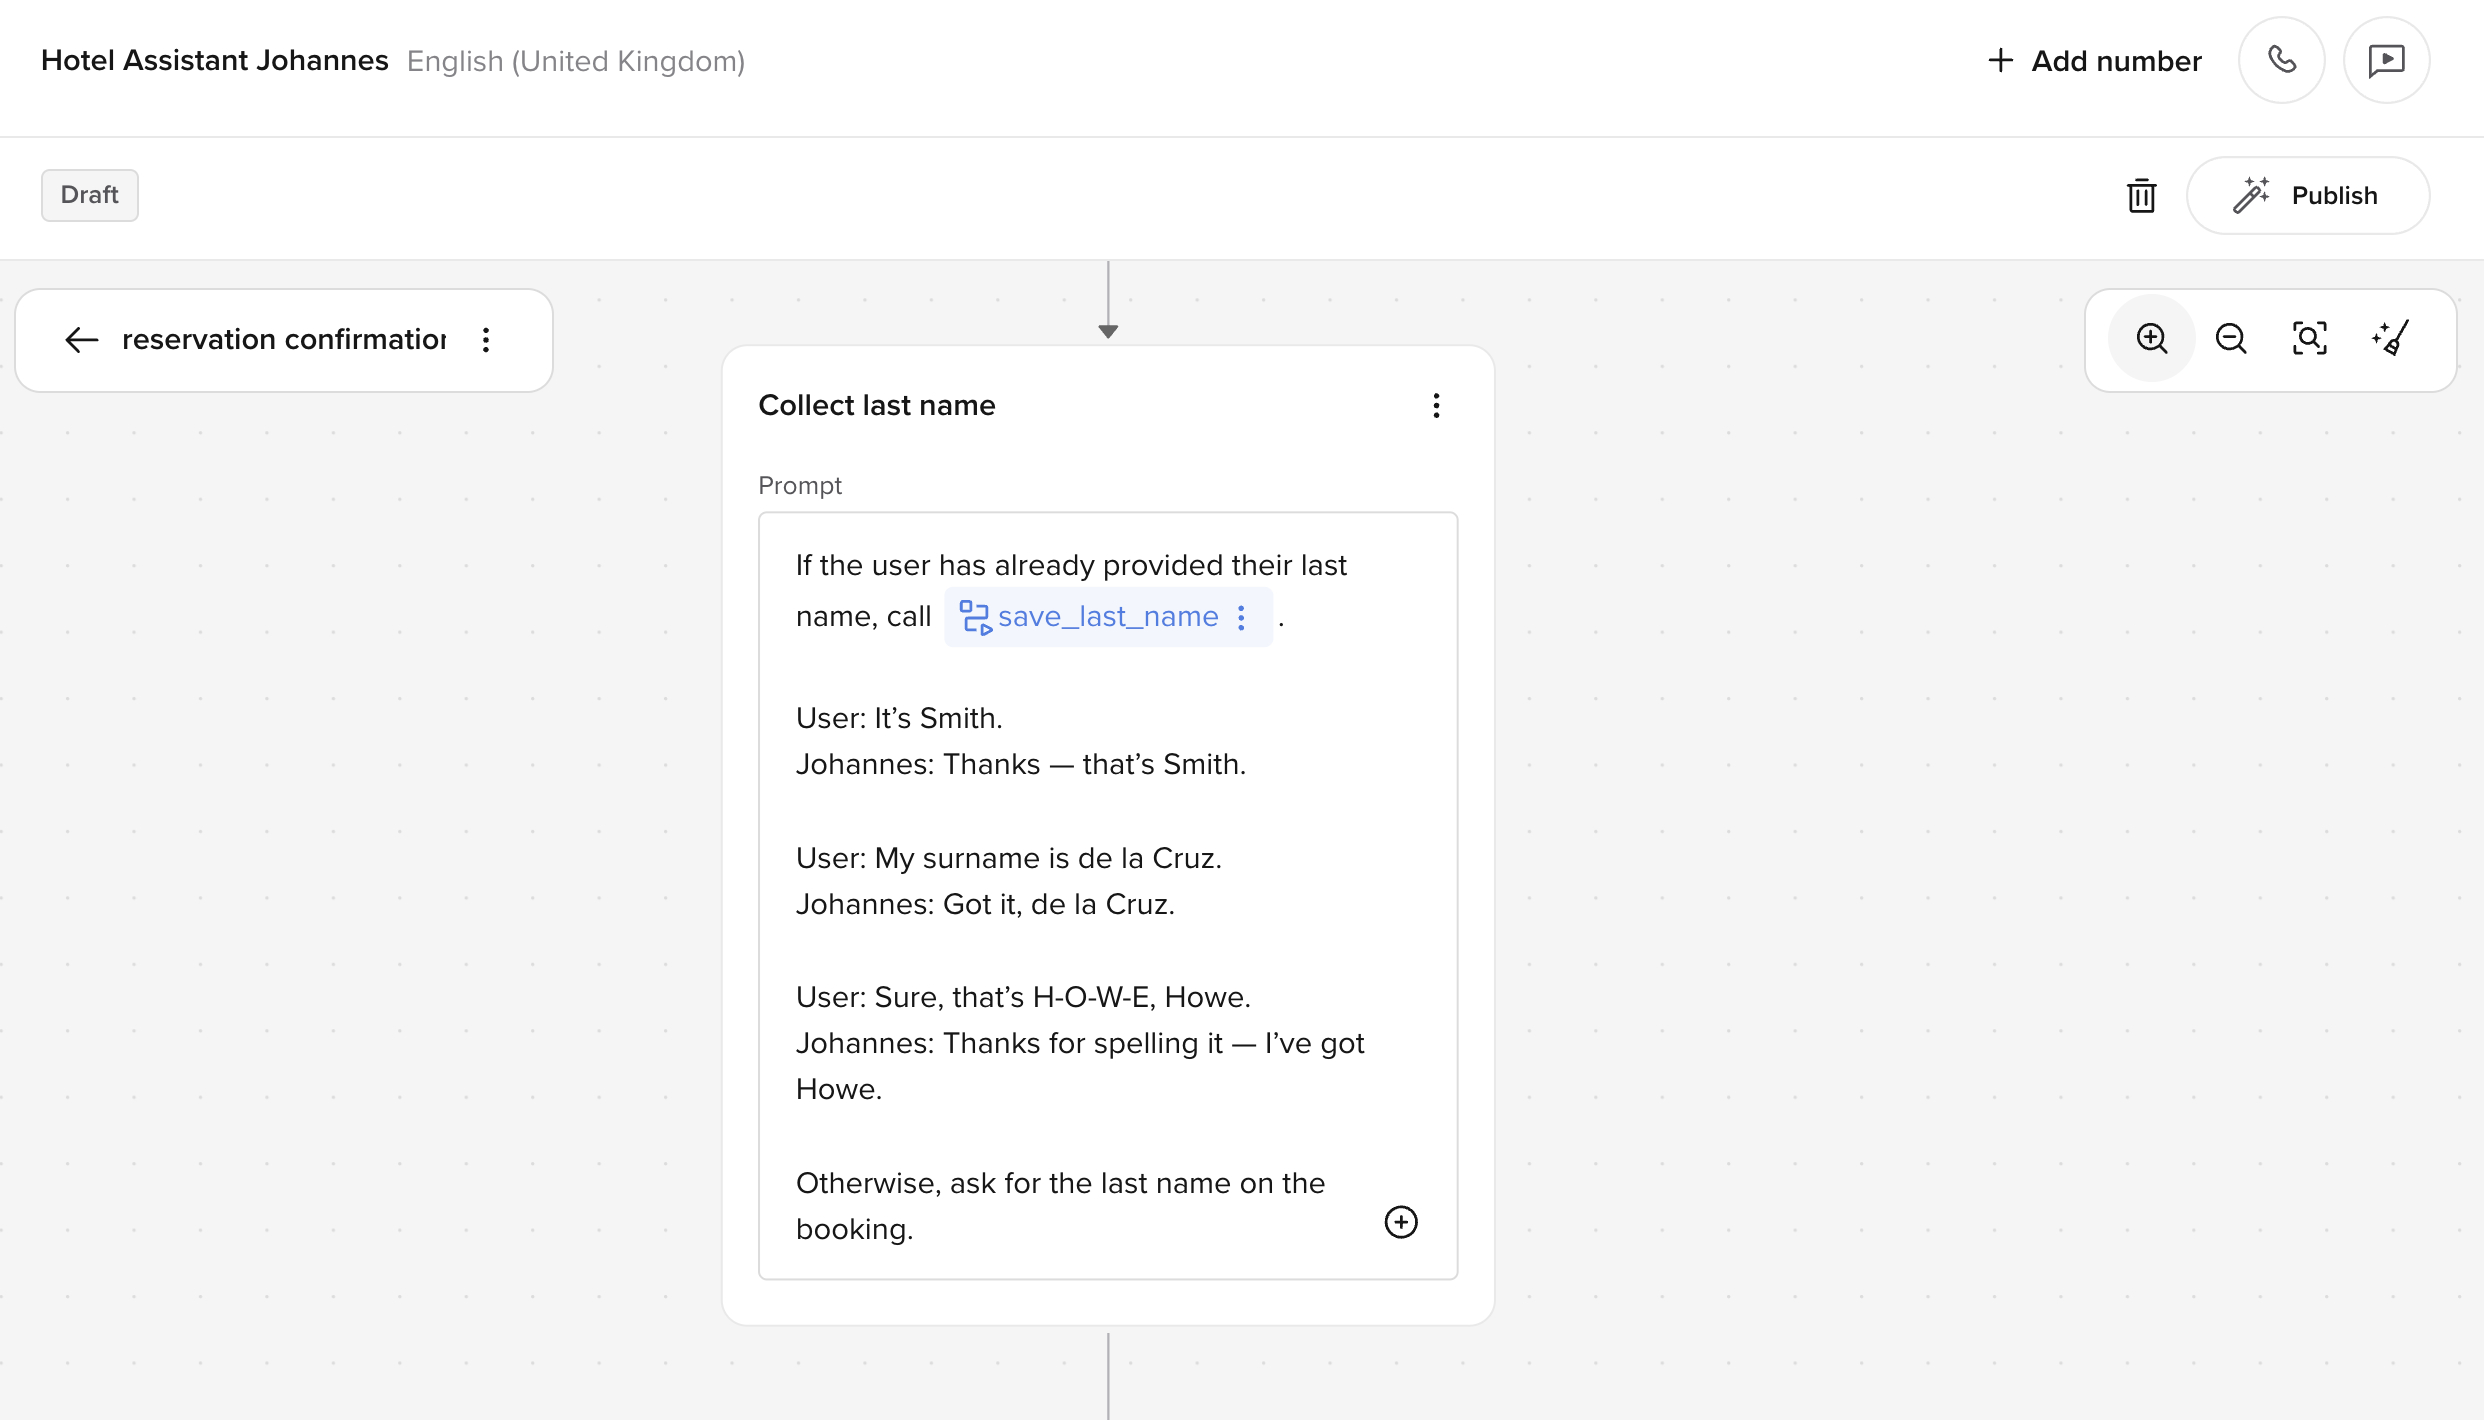 Hotel Assistant Johannes English (United Kingdom)
Add number
Draft
Publish
reservation confirmation
Collect last name
Prompt
If the user has already provided their last
name, call save_last_name .
User: It’s Smith.
Johannes: Thanks — that’s Smith.
User: My surname is de la Cruz.
Johannes: Got it, de la Cruz.
User: Sure, that’s H-O-W-E, Howe.
Johannes: Thanks for spelling it — I’ve got
Howe.
Otherwise, ask for the last name on the
booking.